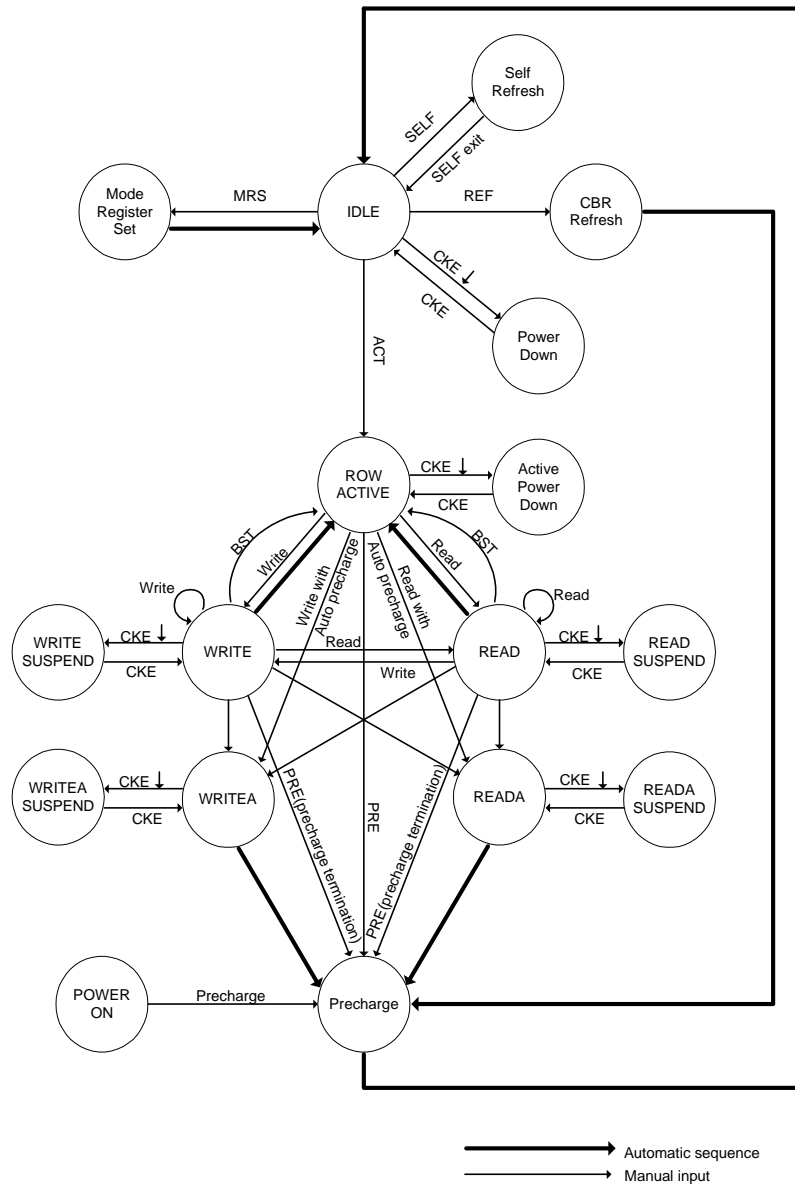 Self
Refresh
SELF
SELF exit
Mode
Register
Set
MRS
IDLE
REF
CBR
Refresh
CKE
CKE
Power
Down
ACT
ROW
ACTIVE
CKE
CKE
Active
Power
Down
BST
Write
Write with
Auto precharge
Auto precharge
Read with
Read
BST
Write
Read
WRITE
SUSPEND
CKE
CKE
WRITE
Read
Write
READ
CKE
CKE
READ
SUSPEND
WRITEA
SUSPEND
CKE
CKE
WRITEA
READA
CKE
CKE
READA
SUSPEND
PRE(precharge termination)
PRE
PRE(precharge termination)
POWER
ON
Precharge
Precharge
Automatic sequence
Manual input